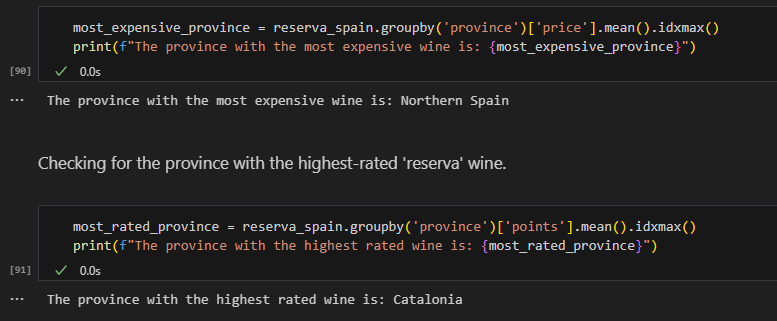 most_expensive_province = reserva_spain.groupby('province')['price'].mean().idxmax()
print(f"The province with the most expensive wine is: {most_expensive_province}")
[90] ✓ 0.0s
... The province with the most expensive wine is: Northern Spain
Checking for the province with the highest-rated 'reserva' wine.
most_rated_province = reserva_spain.groupby('province')['points'].mean().idxmax()
print(f"The province with the highest rated wine is: {most_rated_province}")
[91] ✓ 0.0s
... The province with the highest rated wine is: Catalonia